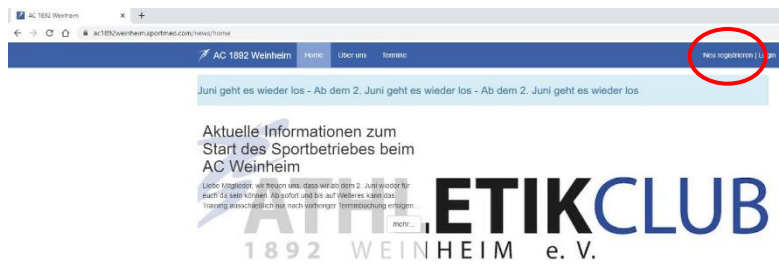 AC 1892 Weinheim
ac1892weinheim.sportmeo.com/news/home
AC 1892 Weinheim Home Über uns Termine Neu registrieren | Login
Juni geht es wieder los - Ab dem 2. Juni geht es wieder los - Ab dem 2. Juni geht es wieder los
Aktuelle Informationen zum
Start des Sportbetriebes beim
AC Weinheim
Liebe Mitglieder, wir freuen uns, dass wir ab dem 2. Juni wieder für
euch da sein können. Ab sofort und bis auf Weiteres kann das
Training ausschließlich nur nach vorheriger Terminbuchung erfolgen...
mehr...
ATHLETIKCLUB
1892 WEINHEIM e. V.